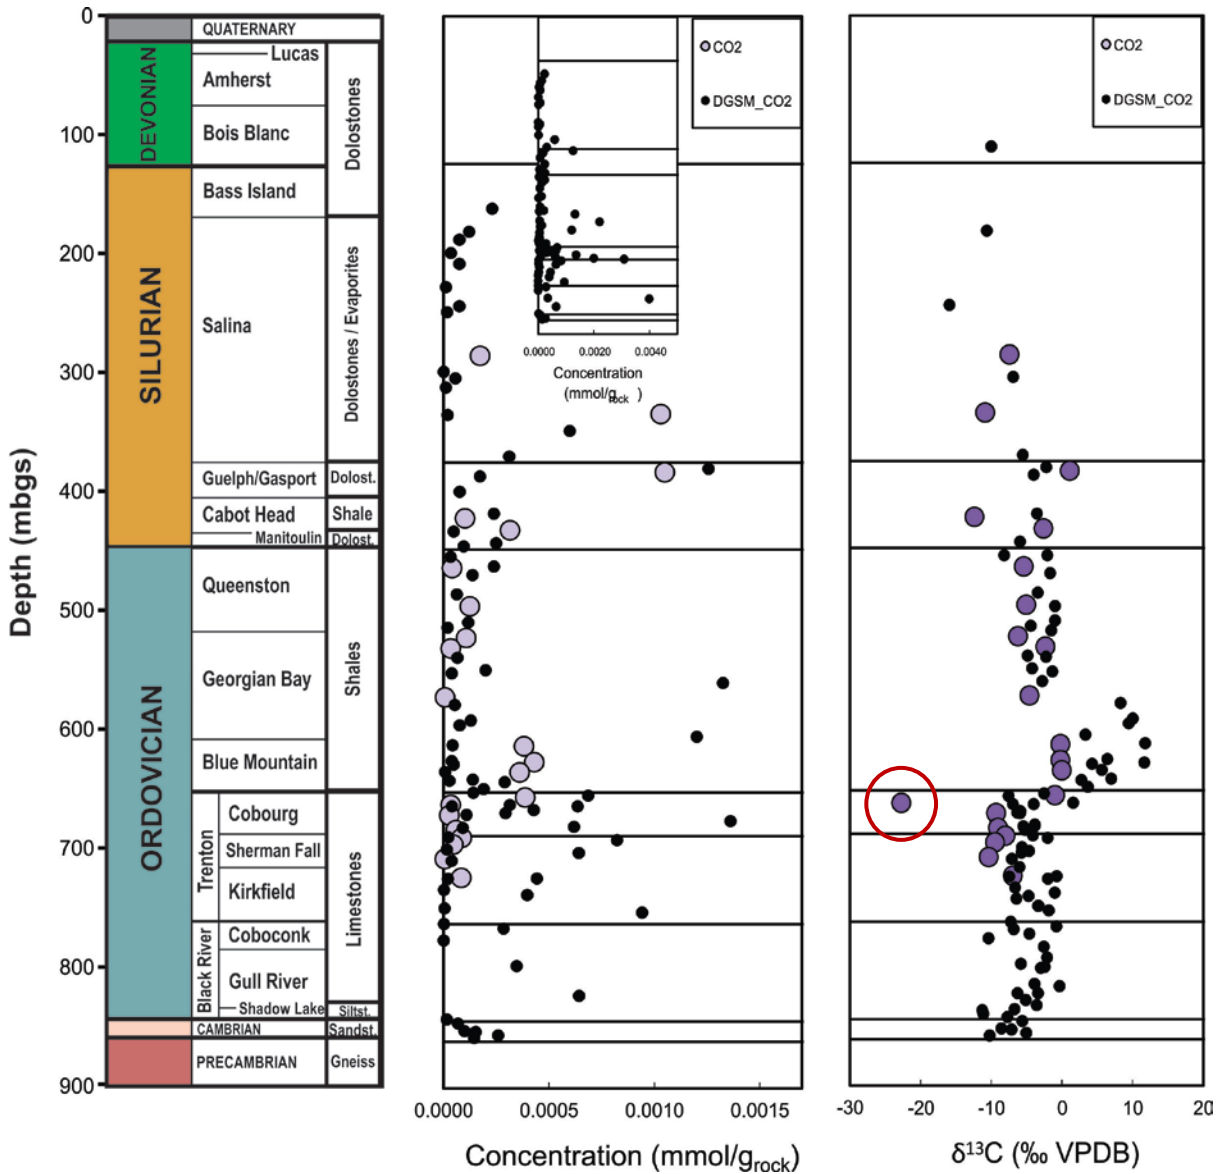 Depth (mbgs)
0
100
200
300
400
500
600
700
800
900
DEVONIAN
SILURIAN
ORDOVICIAN
QUATERNARY
Lucas
Amherst
Bois Blanc
Bass Island
Salina
Guelph/Gasport
Cabot Head
Manitoulin
Queenston
Georgian Bay
Blue Mountain
Trenton
Cobourg
Sherman Fall
Kirkfield
Black River
Coboconk
Gull River
Shadow Lake
CAMBRIAN
PRECAMBRIAN
Dolostones
Dolostones / Evaporites
Dolost.
Shale
Dolost.
Shales
Limestones
Siltst.
Sandst.
Gneiss
CO2
DGSM_CO2
0.0000 0.0020 0.0040
Concentration
(mmol/grock )
0.0000 0.0005 0.0010 0.0015
Concentration (mmol/grock)
CO2
DGSM_CO2
-30 -20 -10 0 10 20
δ13C (‰ VPDB)